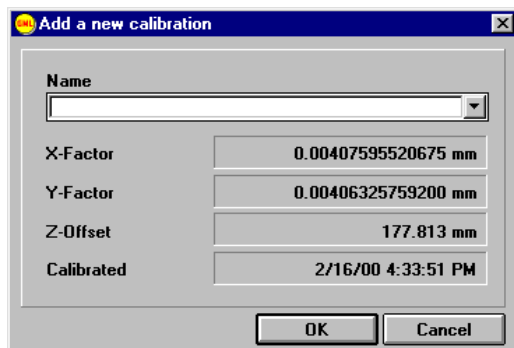 GML Add a new calibration
Name
X-Factor 0.00407595520675 mm
Y-Factor 0.00406325759200 mm
Z-Offset 177.813 mm
Calibrated 2/16/00 4:33:51 PM
OK Cancel